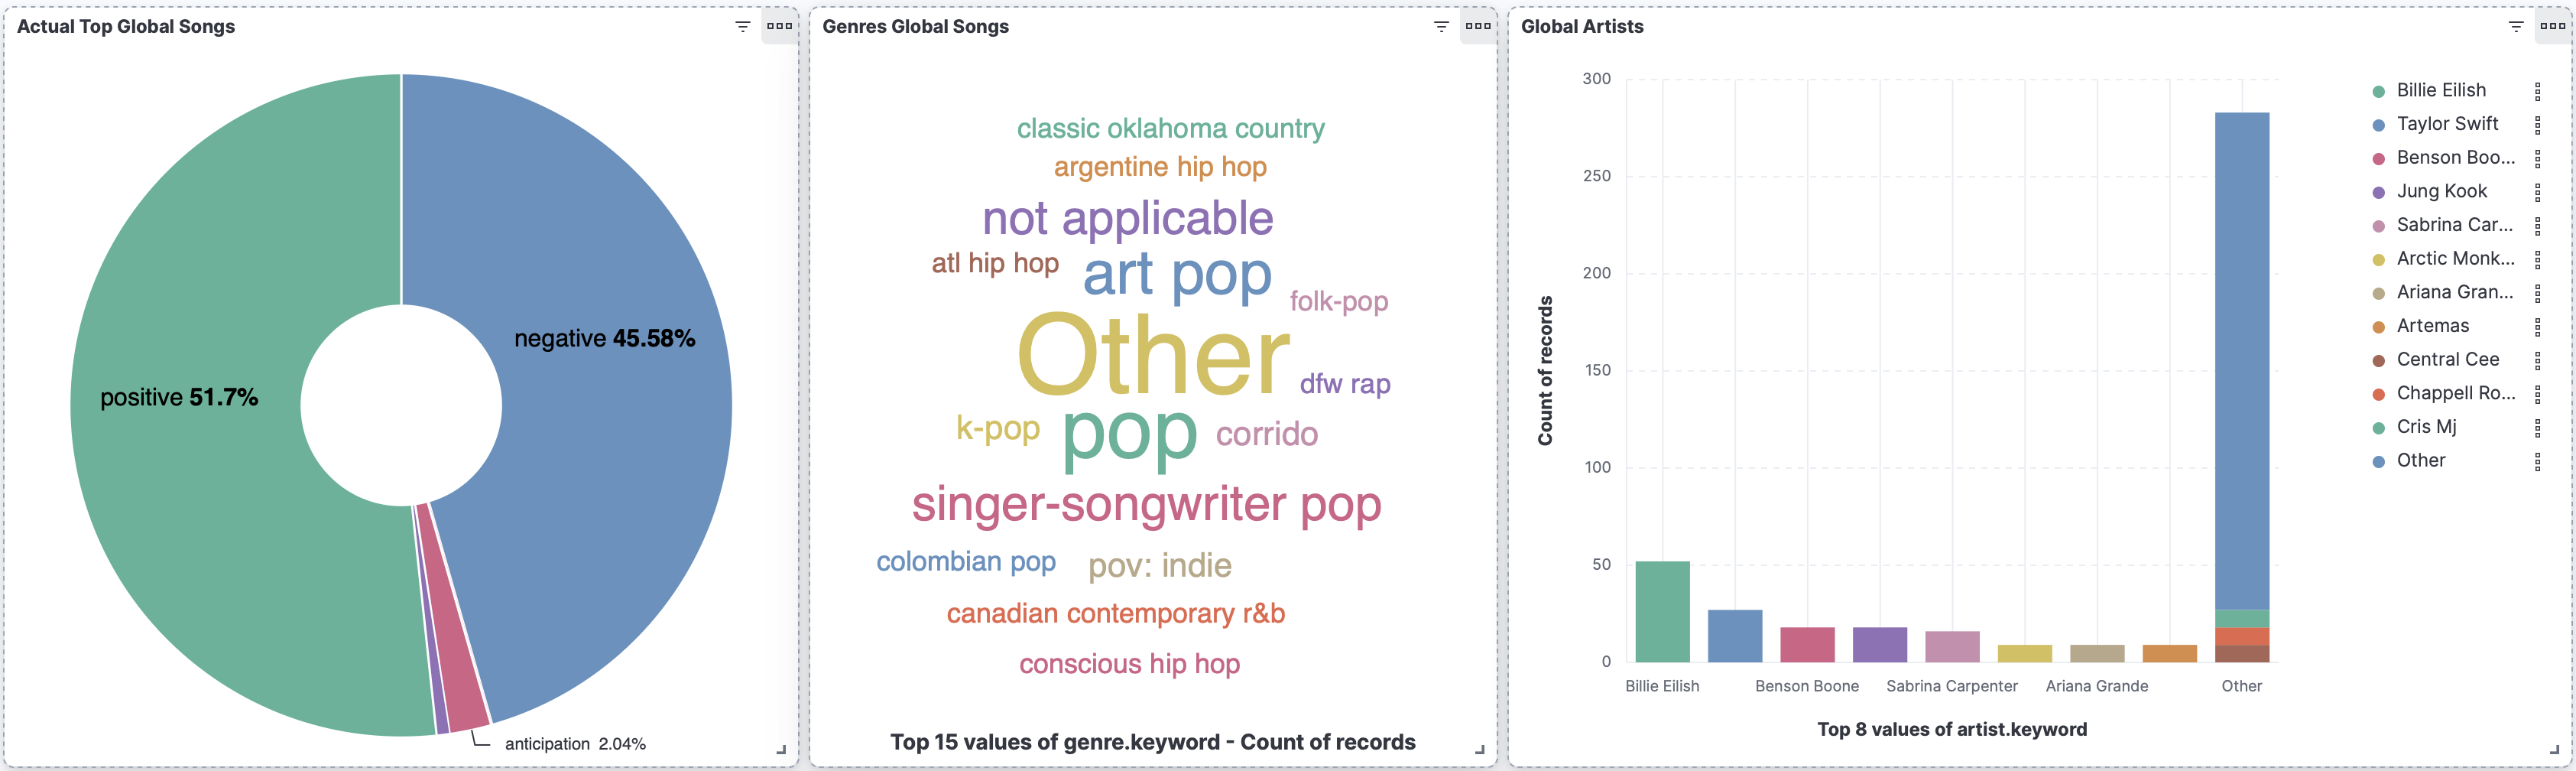 Actual Top Global Songs
negative 45.58%
positive 51.7%
anticipation 2.04%
Genres Global Songs
classic oklahoma country
argentine hip hop
not applicable
atl hip hop art pop
folk-pop
Other
dfw rap
k-pop pop corrido
singer-songwriter pop
colombian pop pov: indie
canadian contemporary r&b
conscious hip hop
Top 15 values of genre.keyword - Count of records
Global Artists
Count of records
300
250
200
150
100
50
0
Billie Eilish Benson Boone Sabrina Carpenter Ariana Grande Other
Top 8 values of artist.keyword
Billie Eilish
Taylor Swift
Benson Boo...
Jung Kook
Sabrina Car...
Arctic Monk...
Ariana Gran...
Artemas
Central Cee
Chappell Ro...
Cris Mj
Other